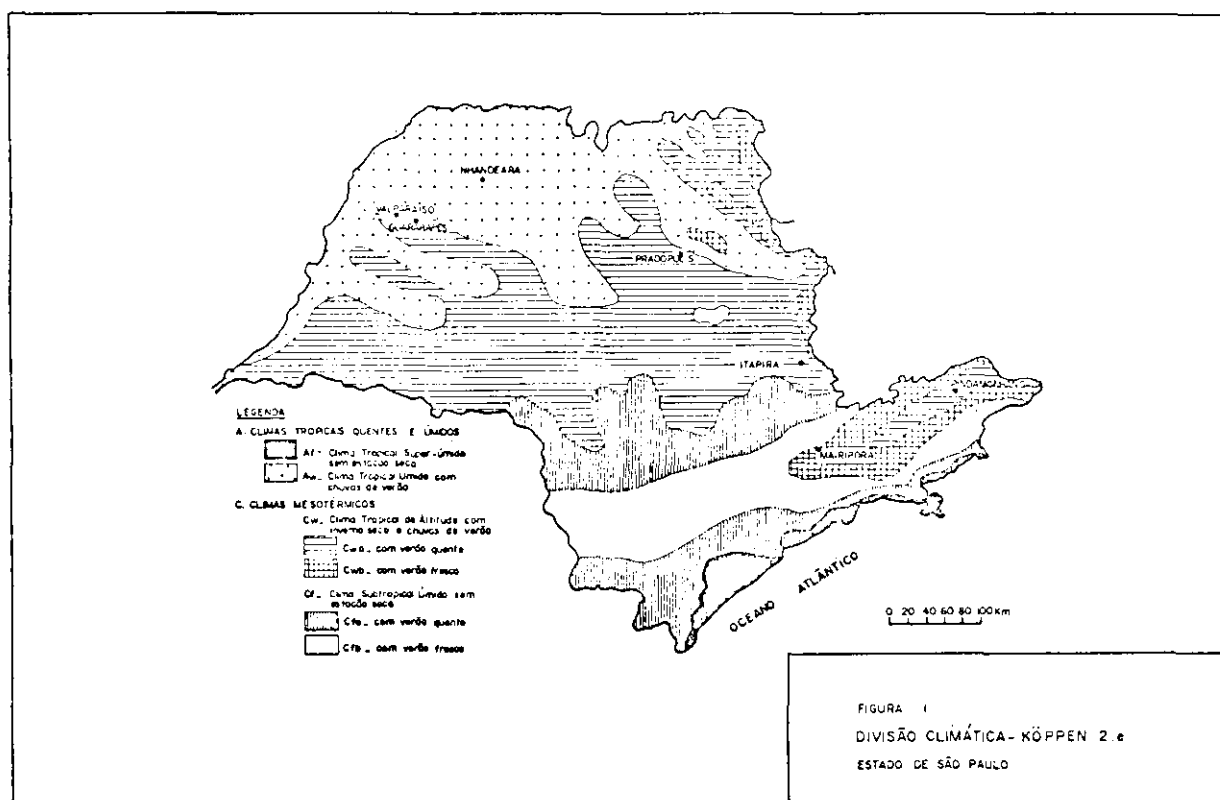 NHANDEARA
VALPARAÍSO
GUARARAPES
PRADOPOLIS
ITAPIRA
MAIRIPORÃ
OCEANO ATLÂNTICO
0 20 40 60 80 100 Km
LEGENDA
A. CLIMAS TROPICAS QUENTES E ÚMIDOS
Af - Clima Tropical Super-úmido
sem estação seca
Aw - Clima Tropical Úmido com
chuvas de verão
C. CLIMAS MESOTÉRMICOS
Cw - Clima Tropical de Altitude com
inverno seco e chuvas de verão
Cwa - com verão quente
Cwb - com verão fresco
Cf - Clima Subtropical Úmido sem
estação seca
Cfa - com verão quente
Cfb - com verão fresco
FIGURA 1
DIVISÃO CLIMÁTICA - KÖPPEN 2.e
ESTADO DE SÃO PAULO